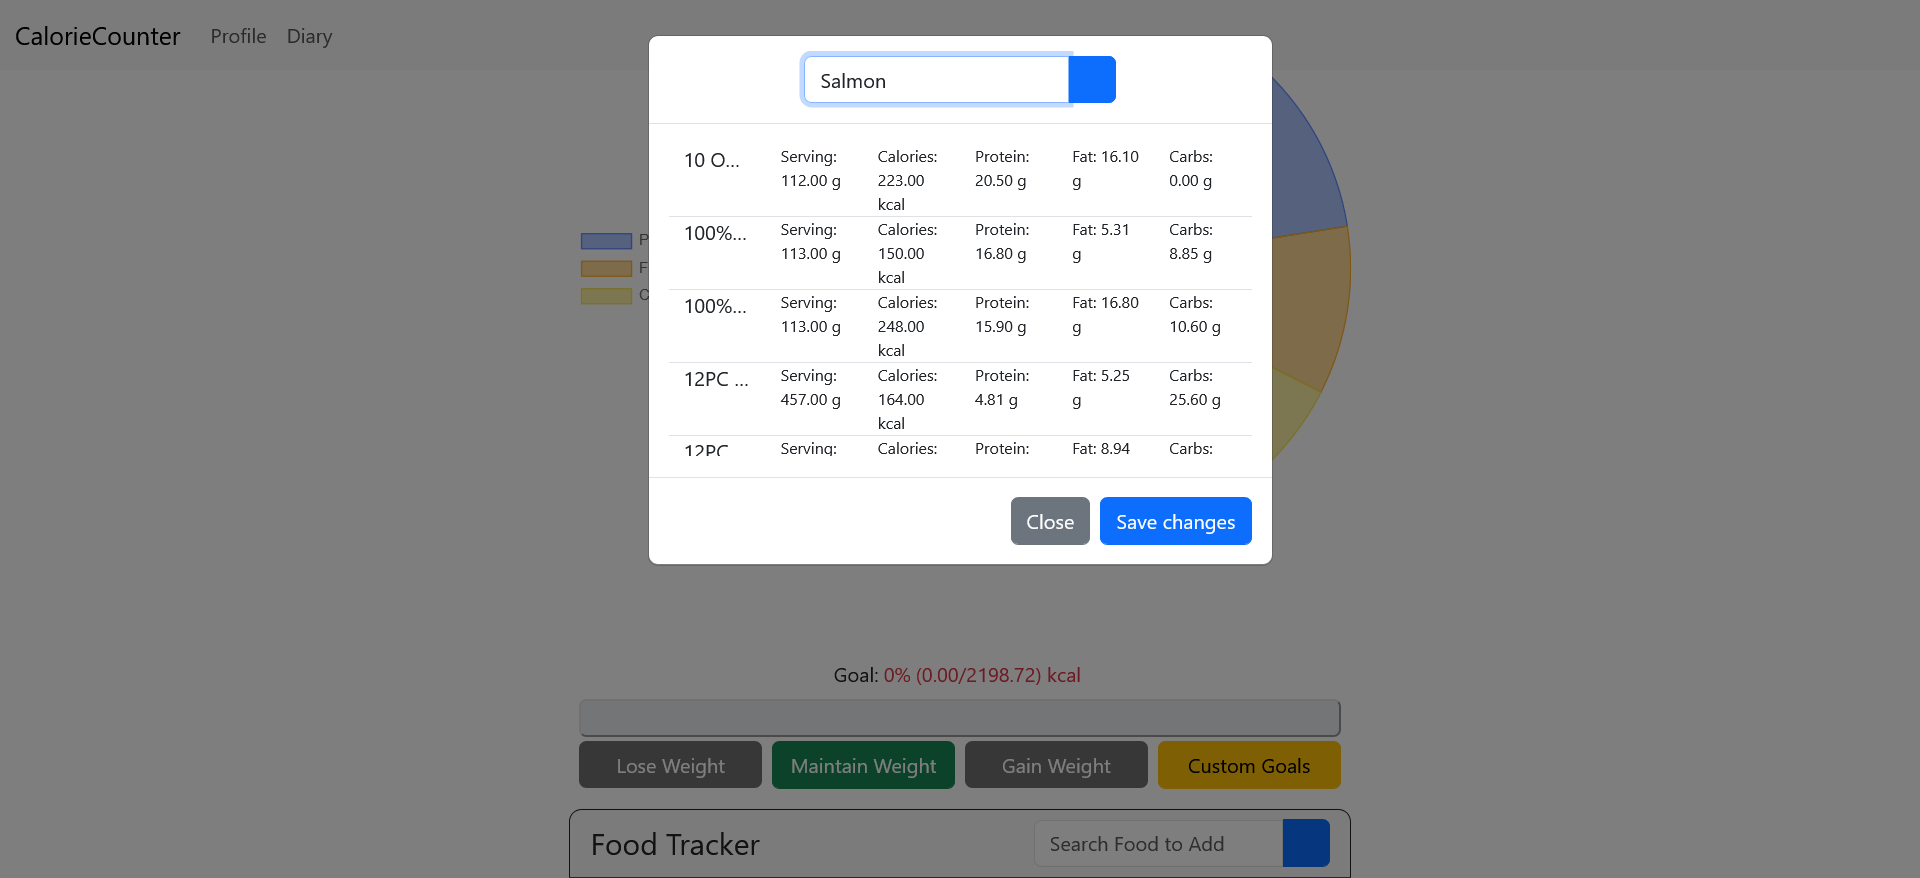 CalorieCounter Profile Diary
Salmon
10 O...
Serving: 112.00 g
Calories: 223.00 kcal
Protein: 20.50 g
Fat: 16.10 g
Carbs: 0.00 g
100%...
Serving: 113.00 g
Calories: 150.00 kcal
Protein: 16.80 g
Fat: 5.31 g
Carbs: 8.85 g
100%...
Serving: 113.00 g
Calories: 248.00 kcal
Protein: 15.90 g
Fat: 16.80 g
Carbs: 10.60 g
12PC ...
Serving: 457.00 g
Calories: 164.00 kcal
Protein: 4.81 g
Fat: 5.25 g
Carbs: 25.60 g
12PC
Serving:
Calories:
Protein:
Fat: 8.94
Carbs:
P
F
C
Close Save changes
Goal: 0% (0.00/2198.72) kcal
Lose Weight Maintain Weight Gain Weight Custom Goals
Food Tracker Search Food to Add